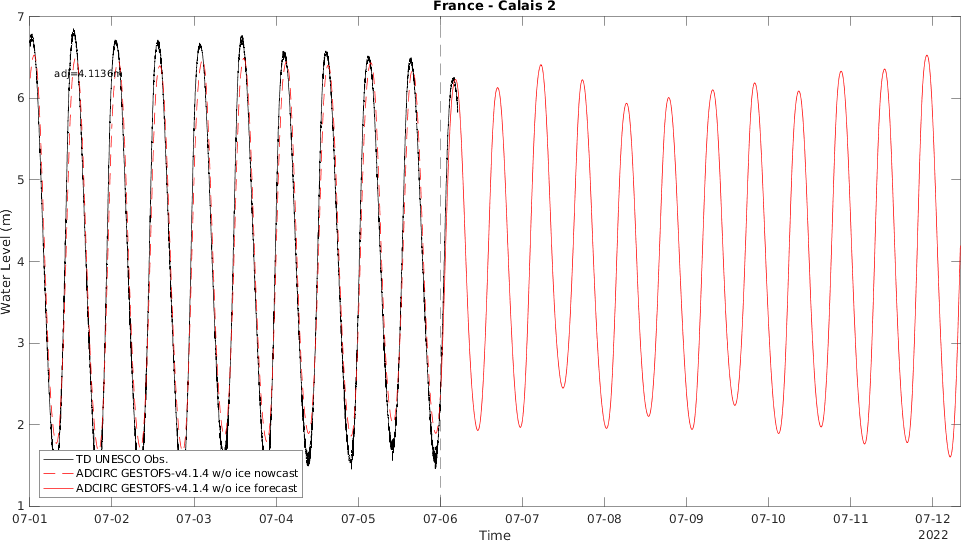 France - Calais 2
7
6
5
4
3
2
1
Water Level (m)
adj=4.1136m
TD UNESCO Obs.
ADCIRC GESTOFS-v4.1.4 w/o ice nowcast
ADCIRC GESTOFS-v4.1.4 w/o ice forecast
07-01 07-02 07-03 07-04 07-05 07-06 07-07 07-08 07-09 07-10 07-11 07-12
Time
2022